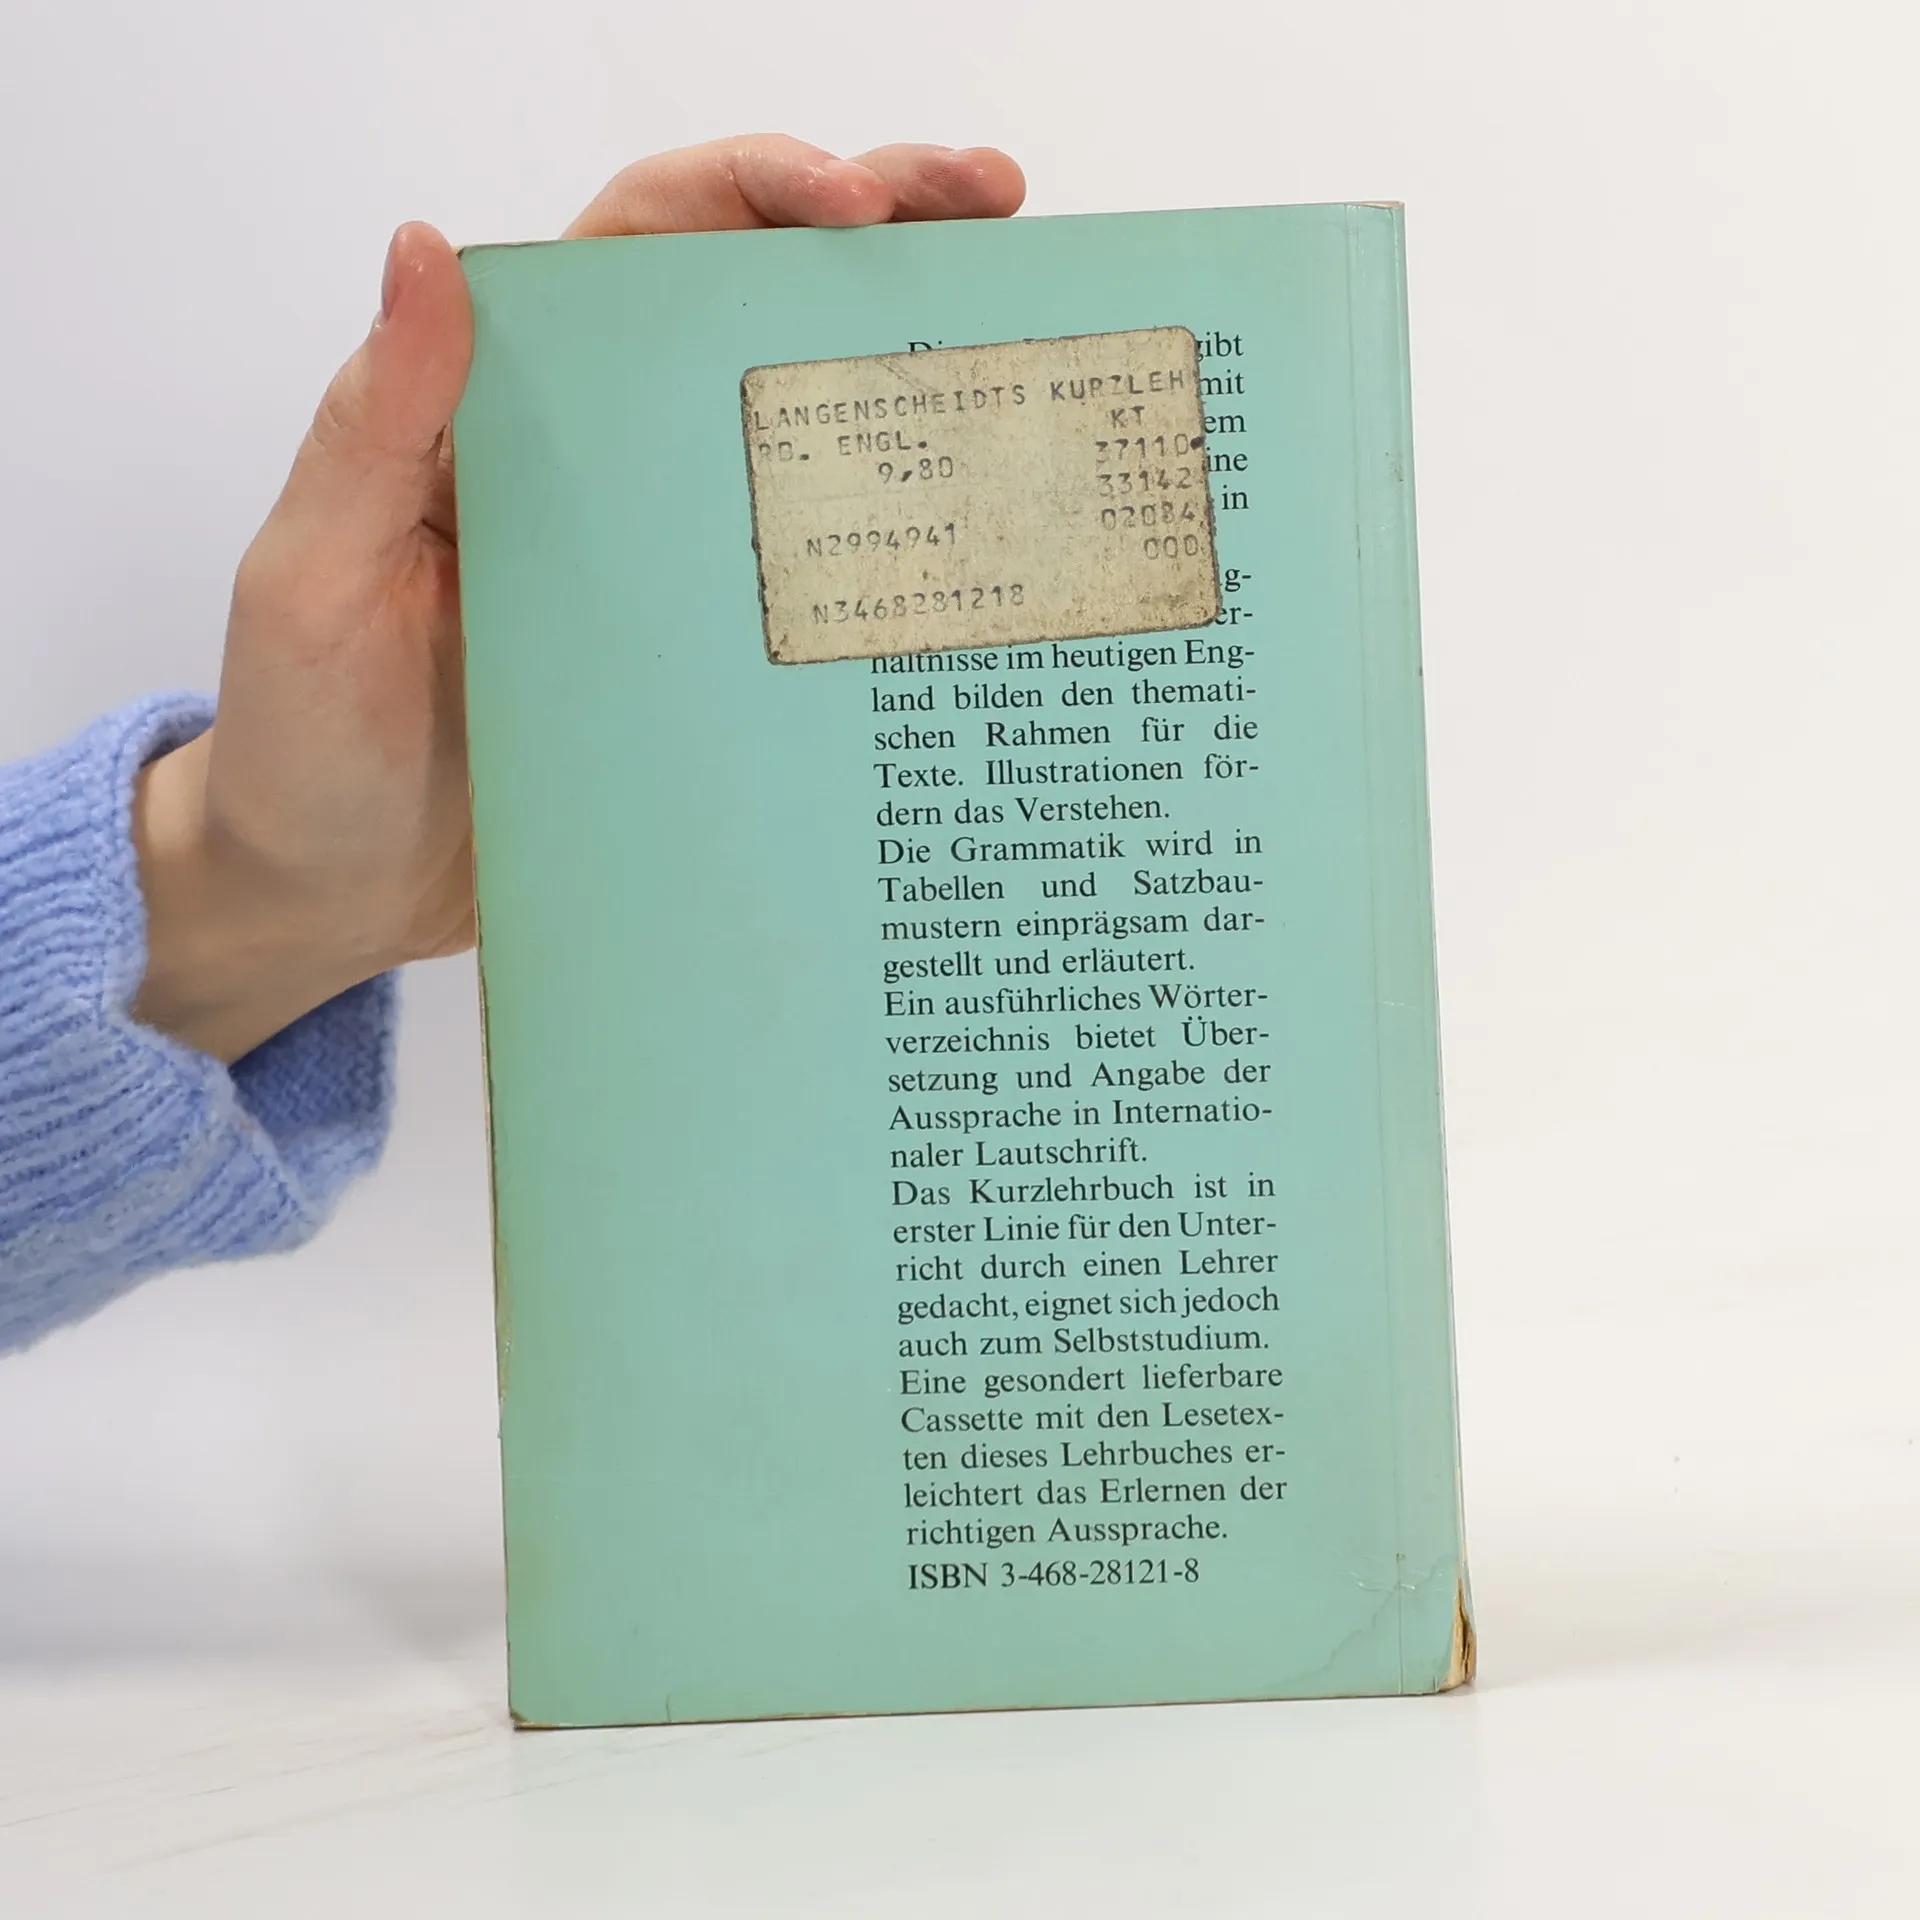 gibt
LANGENSCHEIDTS KURZLEH
mit
RB. ENGL. KT
em
9,80 37110
ine
33142
in
N2994941 02084
000
g-
N3468281218
er-
hältnisse im heutigen Eng-
land bilden den themati-
schen Rahmen für die
Texte. Illustrationen för-
dern das Verstehen.
Die Grammatik wird in
Tabellen und Satzbau-
mustern einprägsam dar-
gestellt und erläutert.
Ein ausführliches Wörter-
verzeichnis bietet Über-
setzung und Angabe der
Aussprache in Internatio-
naler Lautschrift.
Das Kurzlehrbuch ist in
erster Linie für den Unter-
richt durch einen Lehrer
gedacht, eignet sich jedoch
auch zum Selbststudium.
Eine gesondert lieferbare
Cassette mit den Lesetex-
ten dieses Lehrbuches er-
leichtert das Erlernen der
richtigen Aussprache.
ISBN 3-468-28121-8